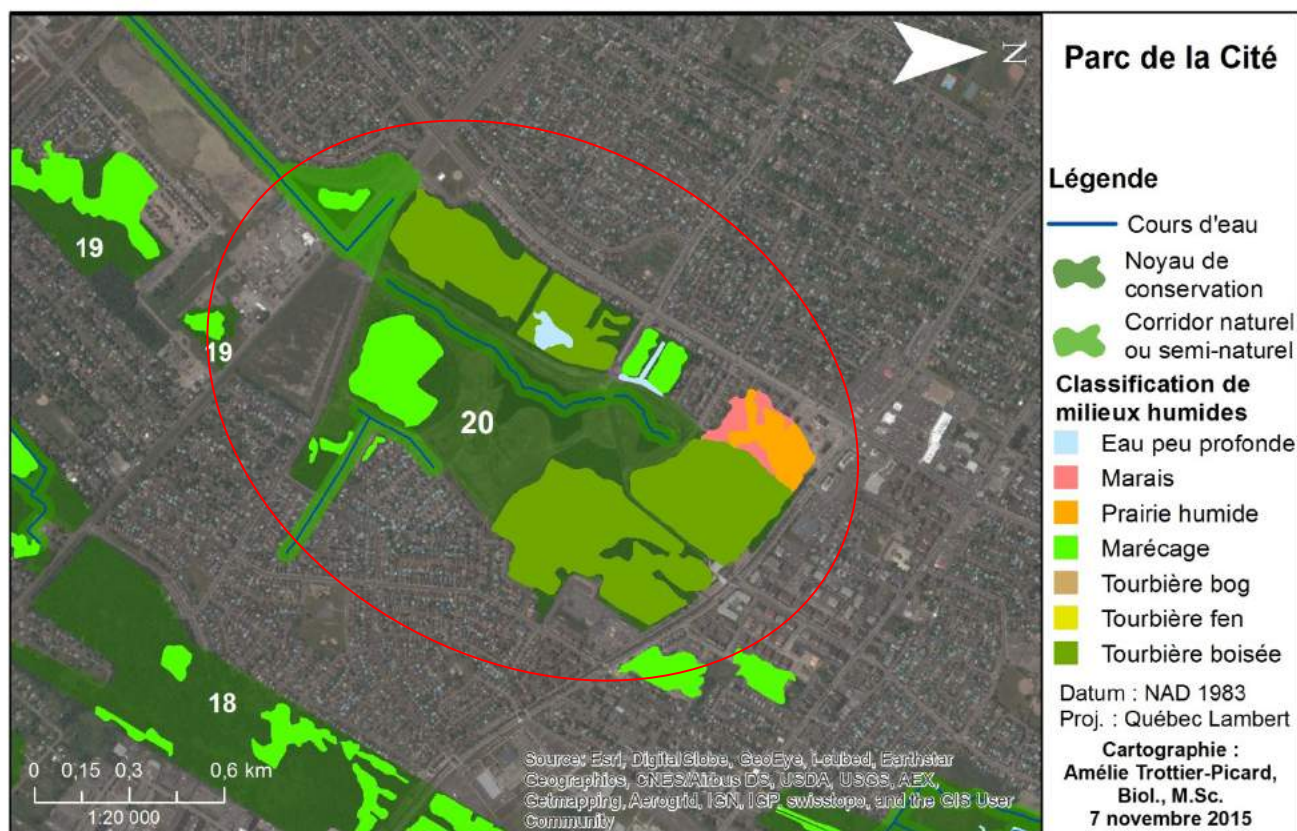 N
19
19
20
18
0 0,15 0,3 0,6 km
1:20 000
Source: Esri, DigitalGlobe, GeoEye, i-cubed, Earthstar
Geographics, CNES/Airbus DS, USDA, USGS, AEX,
Getmapping, Aerogrid, IGN, IGP, swisstopo, and the GIS User
Community
Parc de la Cité
Légende
Cours d'eau
Noyau de
conservation
Corridor naturel
ou semi-naturel
Classification de
milieux humides
Eau peu profonde
Marais
Prairie humide
Marécage
Tourbière bog
Tourbière fen
Tourbière boisée
Datum : NAD 1983
Proj. : Québec Lambert
Cartographie :
Amélie Trottier-Picard,
Biol., M.Sc.
7 novembre 2015